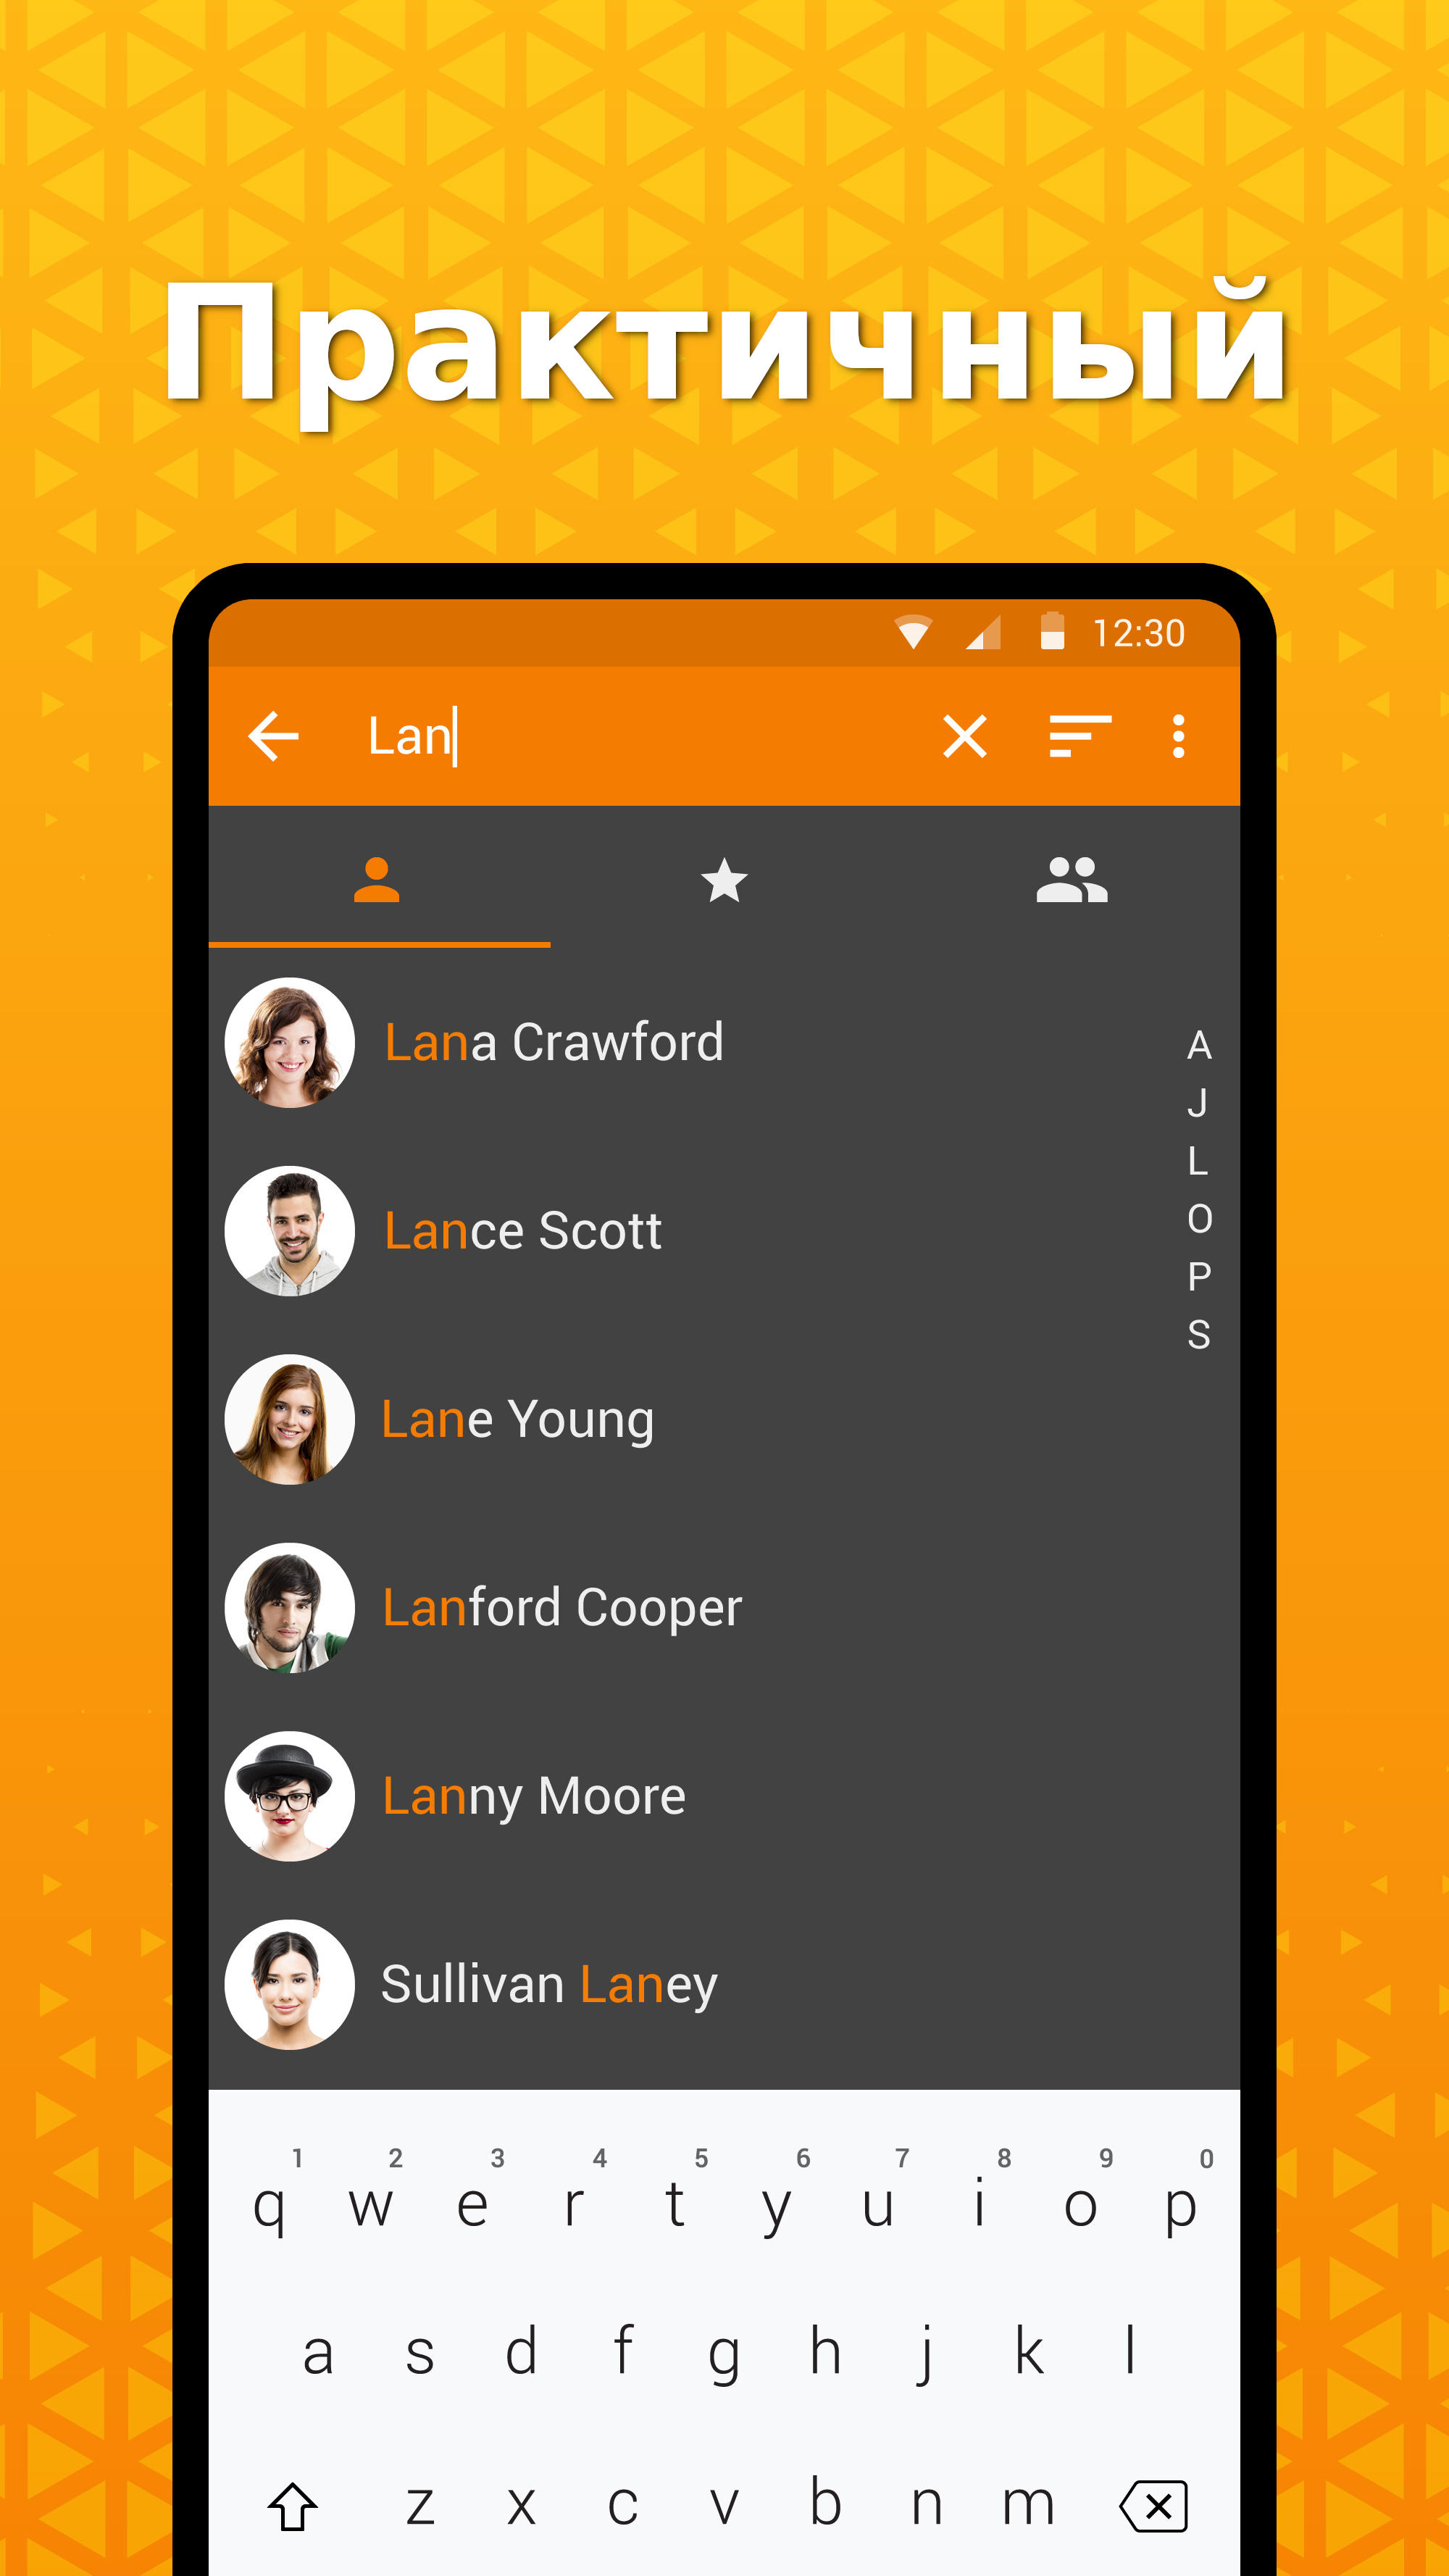 Практичный
12:30
Lan
Lana Crawford
Lance Scott
Lane Young
Lanford Cooper
Lanny Moore
Sullivan Laney
A
J
L
O
P
S
1 2 3 4 5 6 7 8 9 0
q w e r t y u i o p
a s d f g h j k l
z x c v b n m